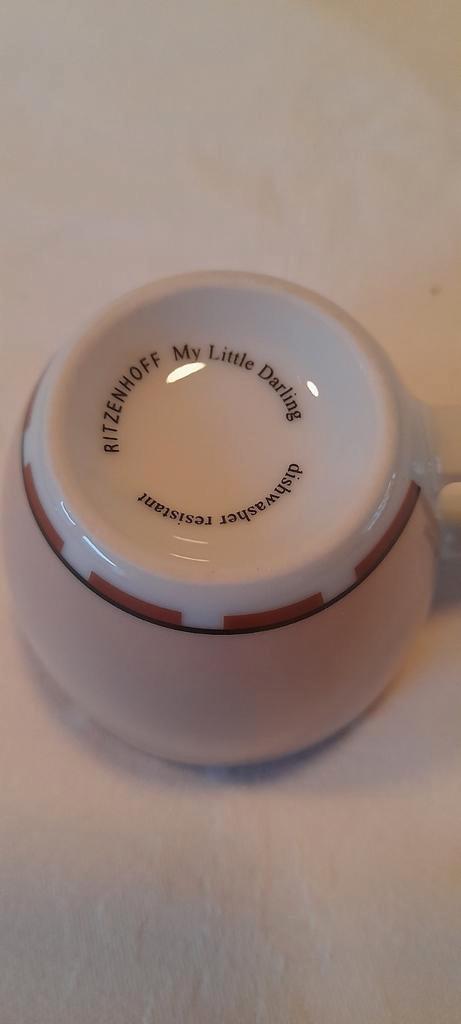 RITZENHOFF My Little Darling
dishwasher resistant